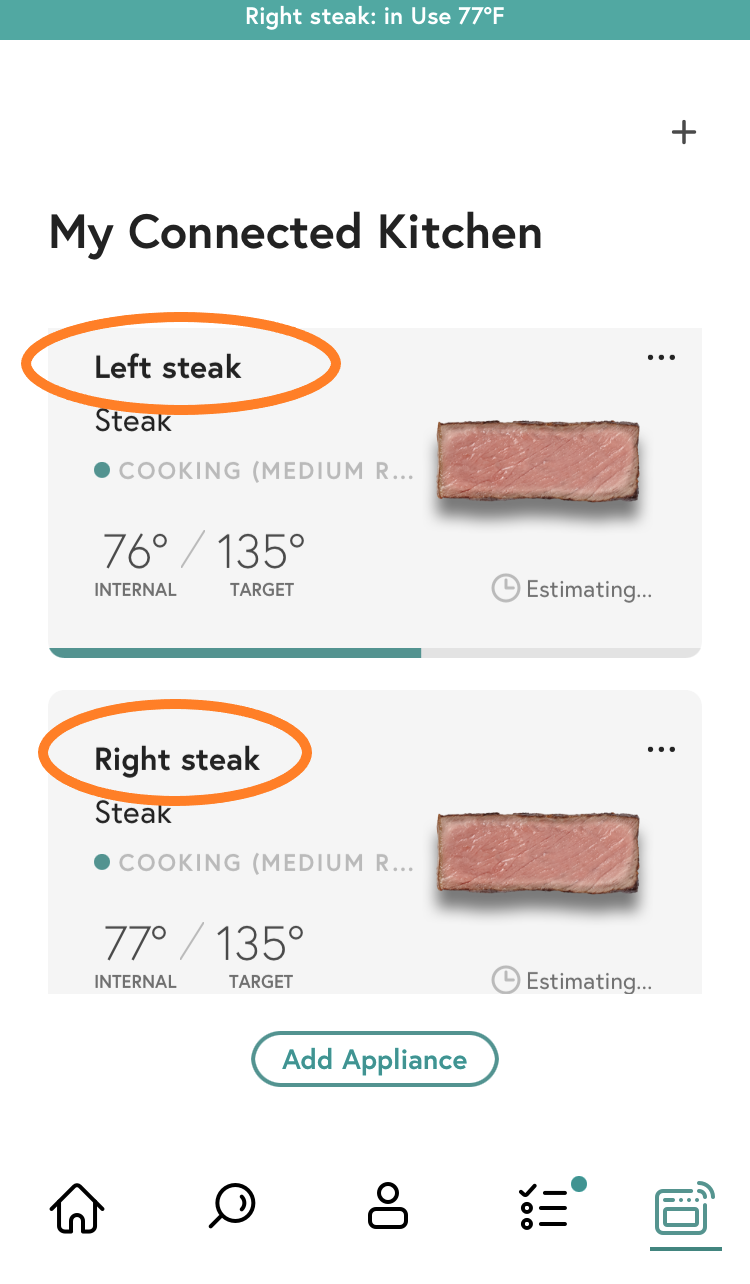 Right steak: in Use 77°F
My Connected Kitchen
Left steak
Steak
COOKING (MEDIUM R...
76° / 135°
INTERNAL TARGET
Estimating...
Right steak
Steak
COOKING (MEDIUM R...
77° / 135°
INTERNAL TARGET
Estimating...
Add Appliance